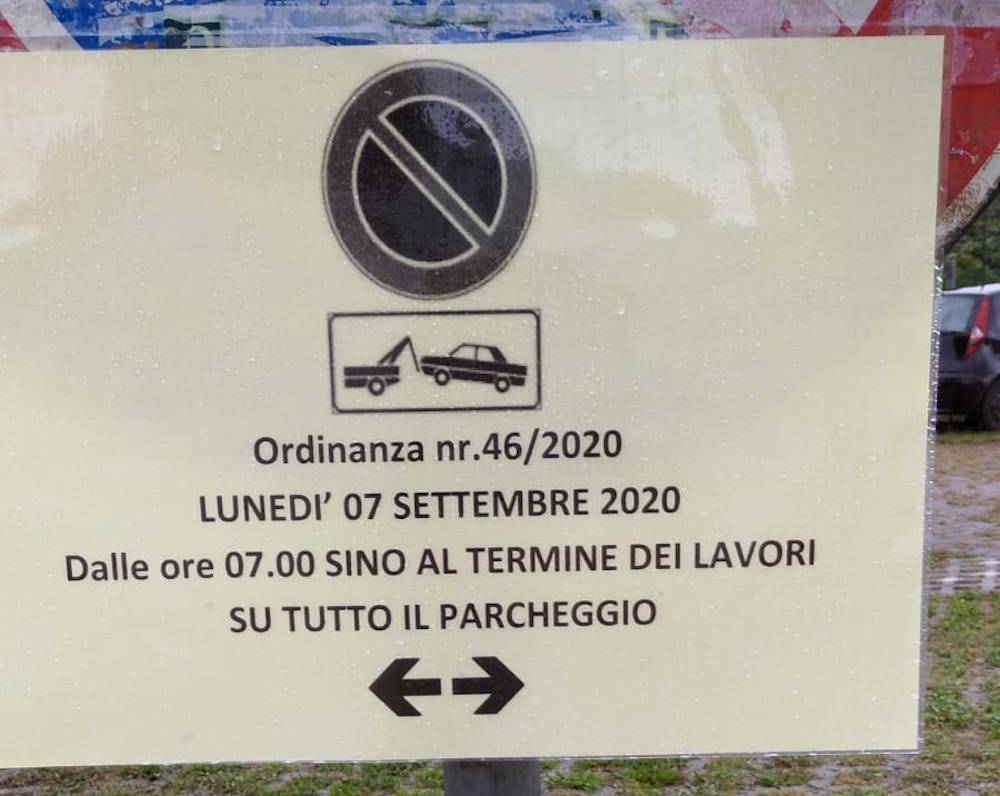 Ordinanza nr.46/2020
LUNEDI’ 07 SETTEMBRE 2020
Dalle ore 07.00 SINO AL TERMINE DEI LAVORI
SU TUTTO IL PARCHEGGIO